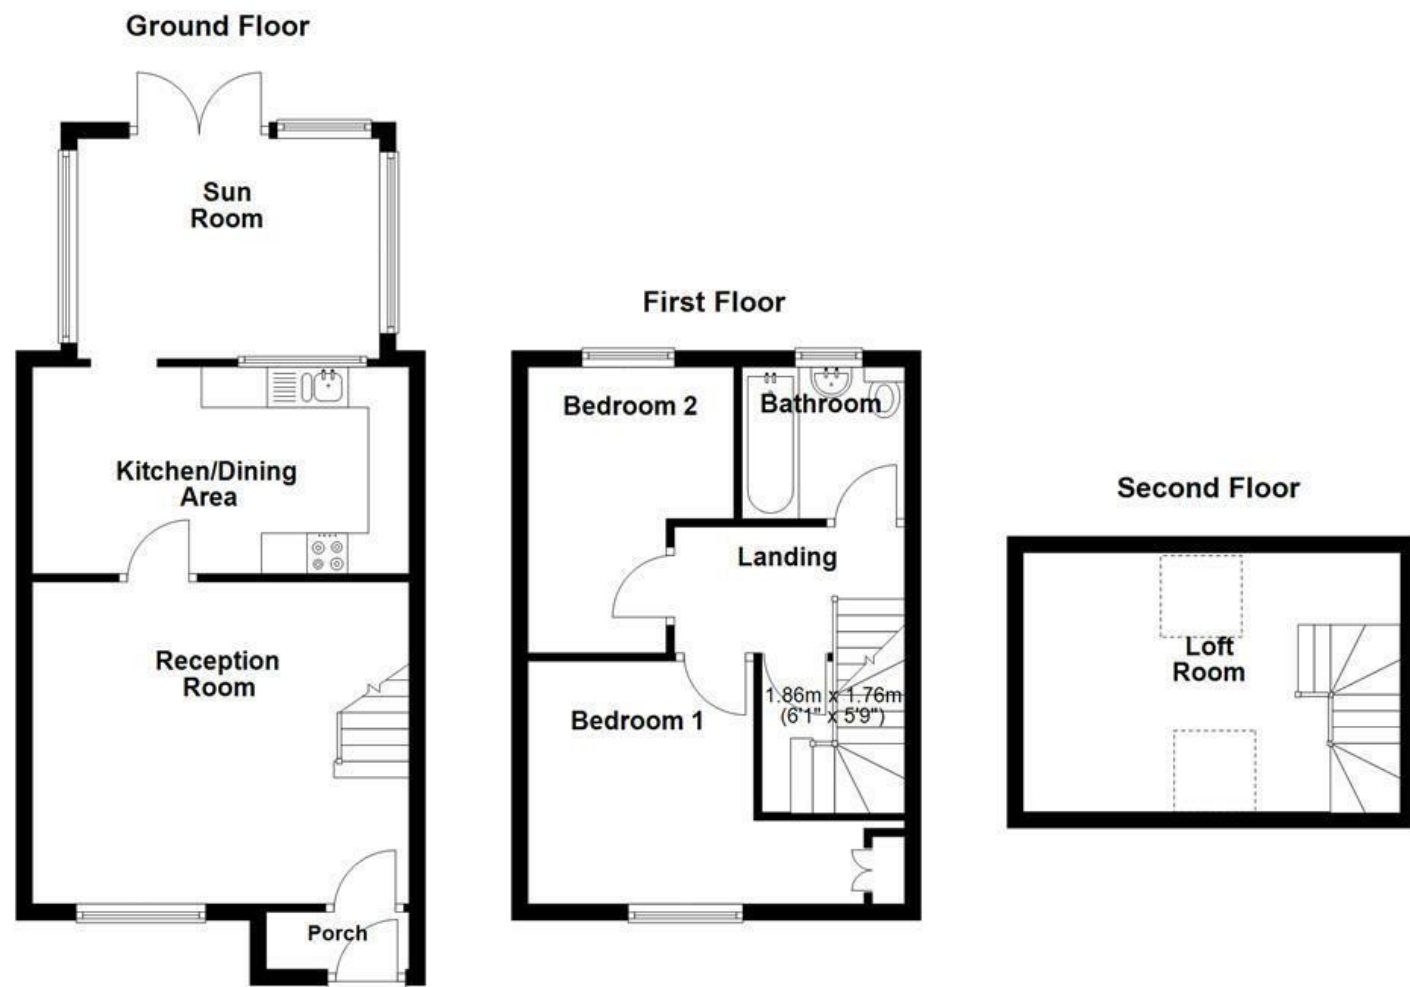 Ground Floor
Sun
Room
Kitchen/Dining
Area
Reception
Room
Porch
First Floor
Bedroom 2
Bathroom
Landing
1.86m x 1.76m
(6'1" x 5'9")
Bedroom 1
Second Floor
Loft
Room